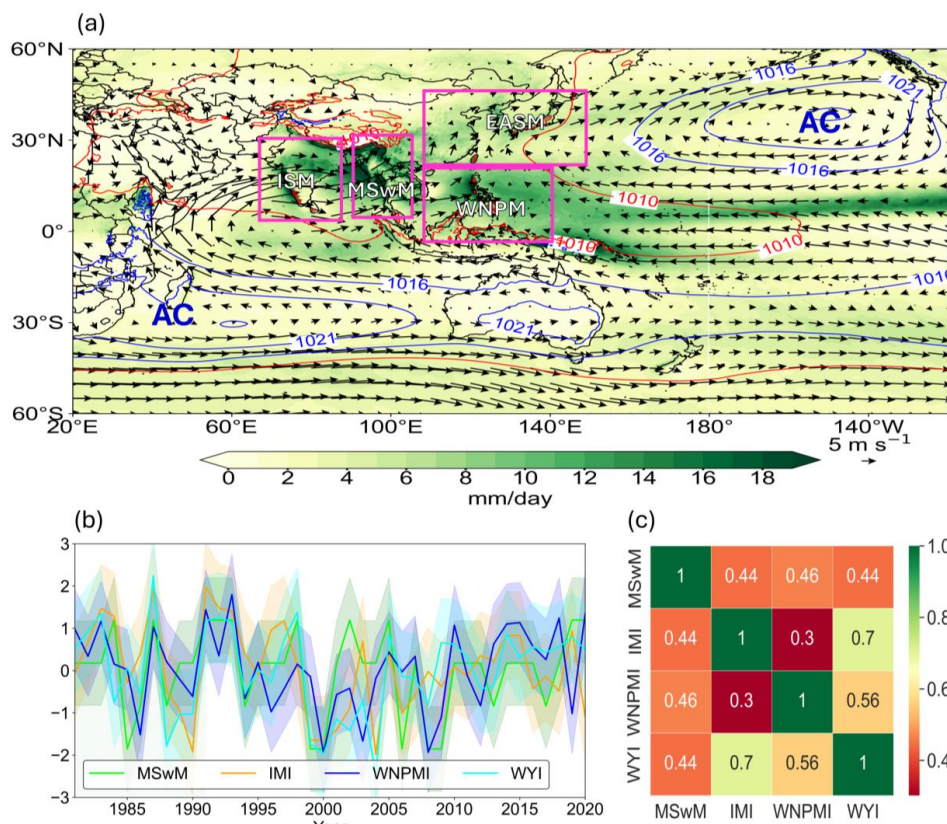 (a)
60°N
30°N
0°
30°S
60°S
1016
1021
AC
1016
EASM
ISM
MSwM
WNPM
1010
1010
1010
1016
AC
1021
1021
1016
20°E 60°E 100°E 140°E 180° 140°W
5 m s⁻¹
0 2 4 6 8 10 12 14 16 18
mm/day
(b)
3
2
1
0
−1
−2
−3
MSwM IMI WNPMI WYI
1985 1990 1995 2000 2005 2010 2015 2020
(c)
MSwM 1 0.44 0.46 0.44
IMI 0.44 1 0.3 0.7
WNPMI 0.46 0.3 1 0.56
WYI 0.44 0.7 0.56 1
MSwM IMI WNPMI WYI
1.0
0.8
0.6
0.4